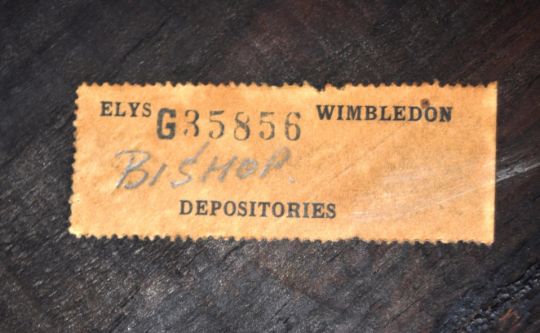 ELYS G35856 WIMBLEDON
BISHOP.
DEPOSITORIES